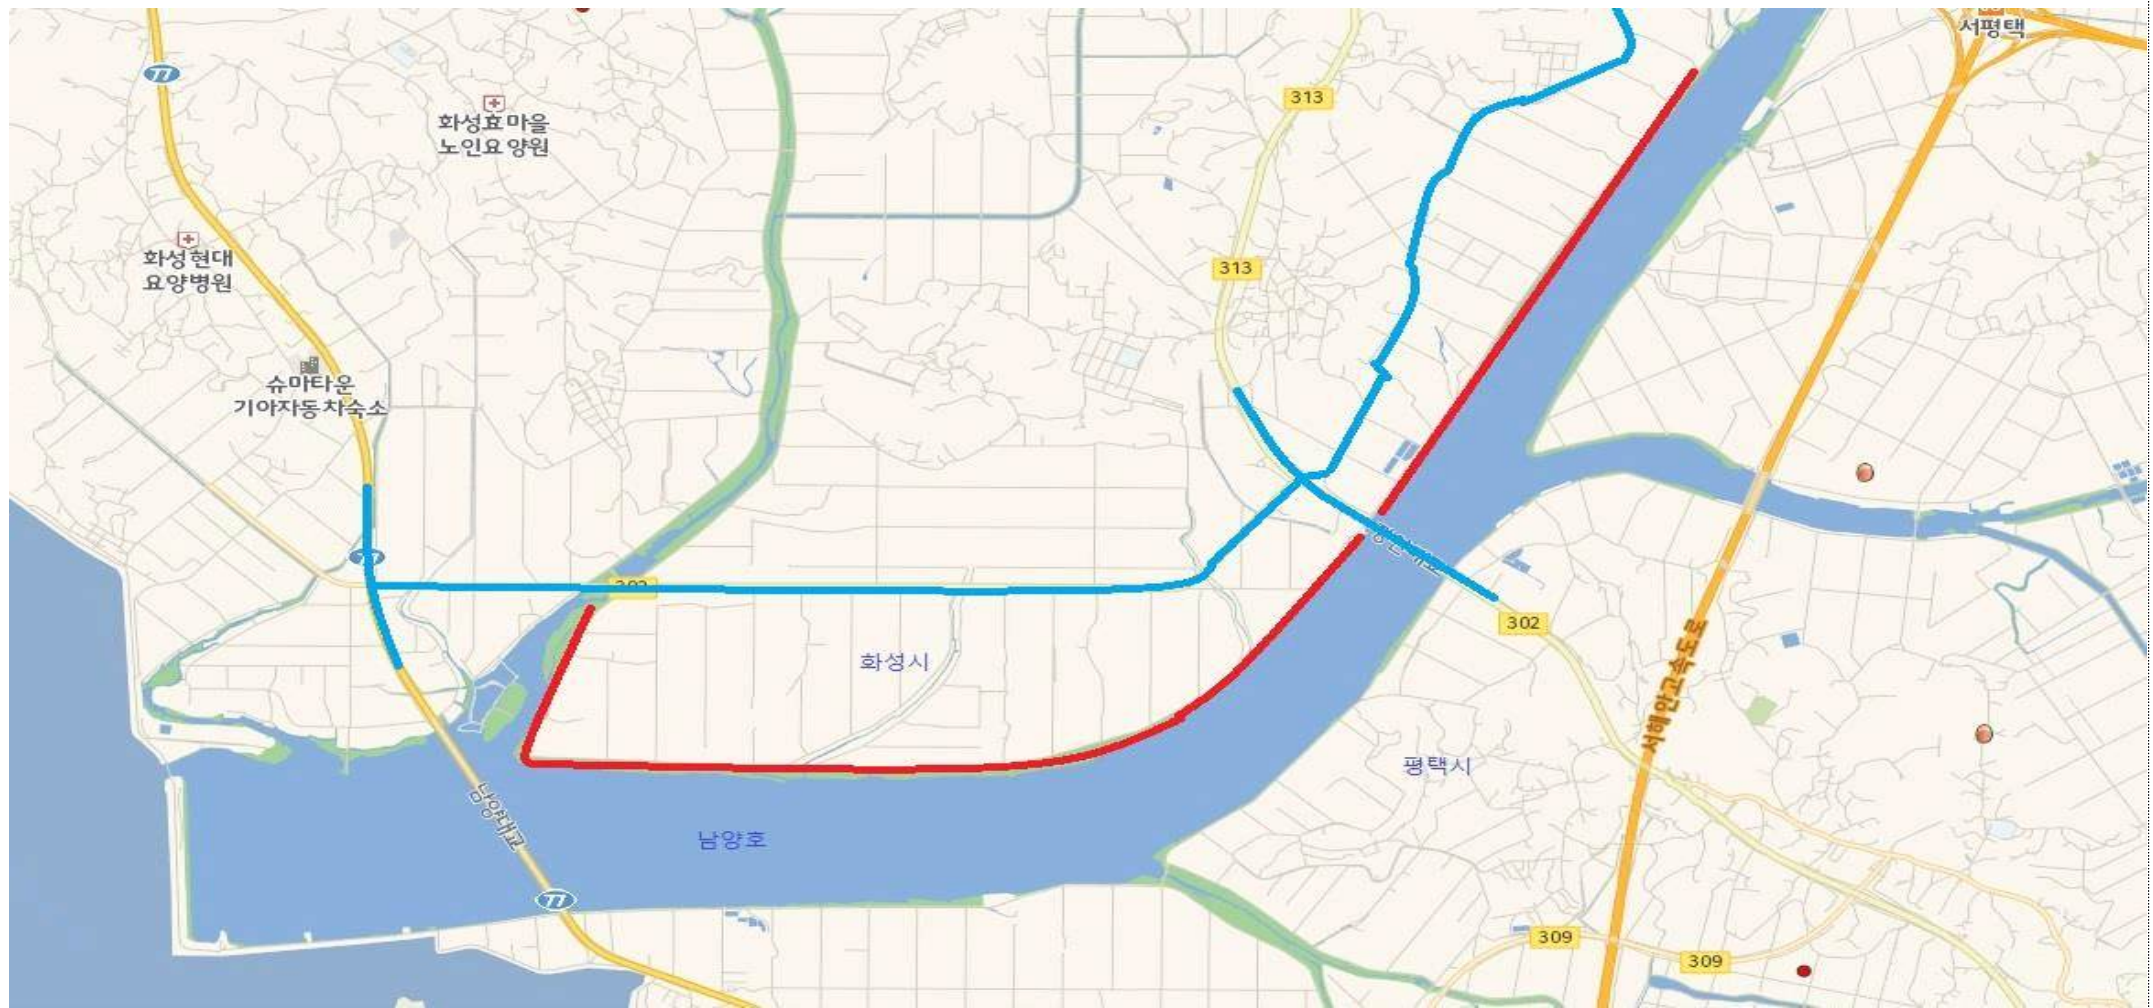 서평택
77
313
화성효마을
노인요양원
화성현대
요양병원
313
슈마타운
기아자동차숙소
77
302
302
화성시
서해안고속도로
평택시
남양대교
남양호
77
309
309